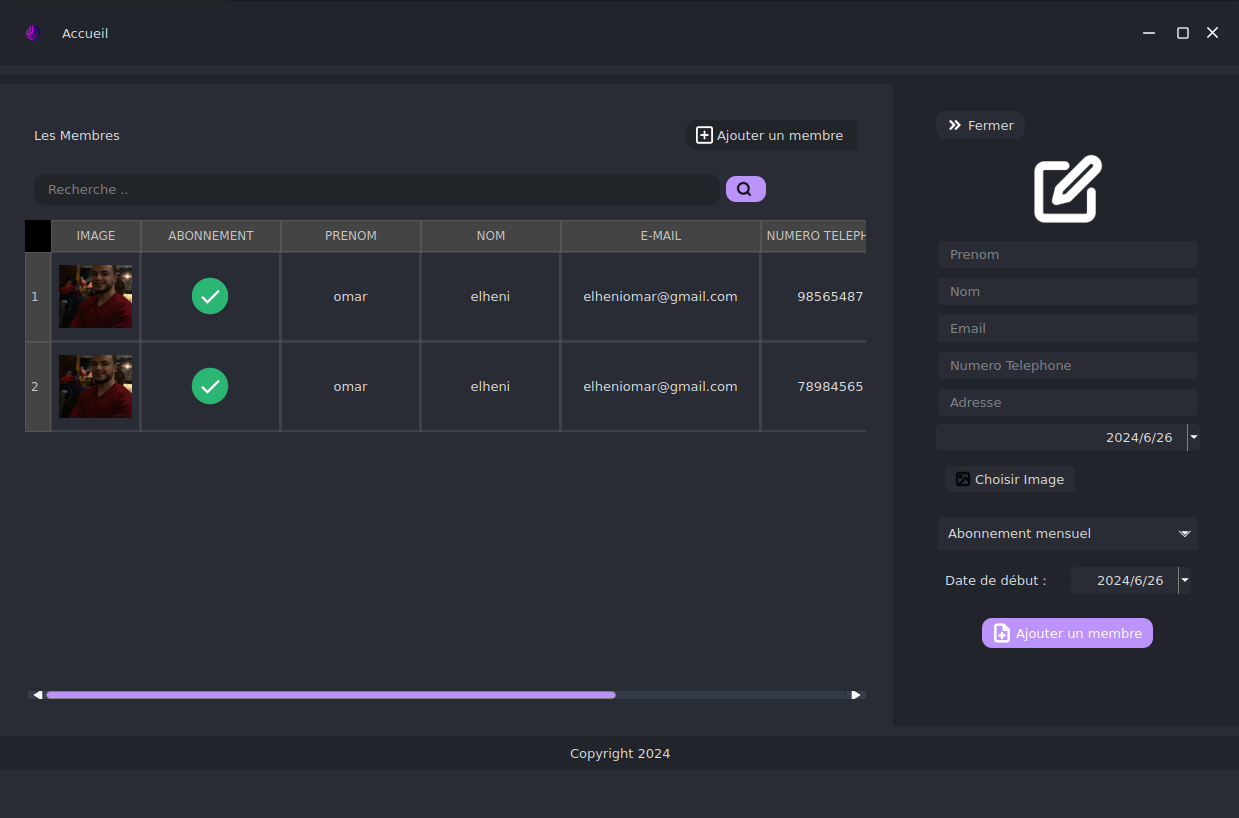 Accueil
Les Membres
Ajouter un membre
Recherche ..
IMAGE ABONNEMENT PRENOM NOM E-MAIL NUMERO TELEPH
1 omar elheni elheniomar@gmail.com 98565487
2 omar elheni elheniomar@gmail.com 78984565
Fermer
Prenom
Nom
Email
Numero Telephone
Adresse
2024/6/26
Choisir Image
Abonnement mensuel
Date de début : 2024/6/26
Ajouter un membre
Copyright 2024